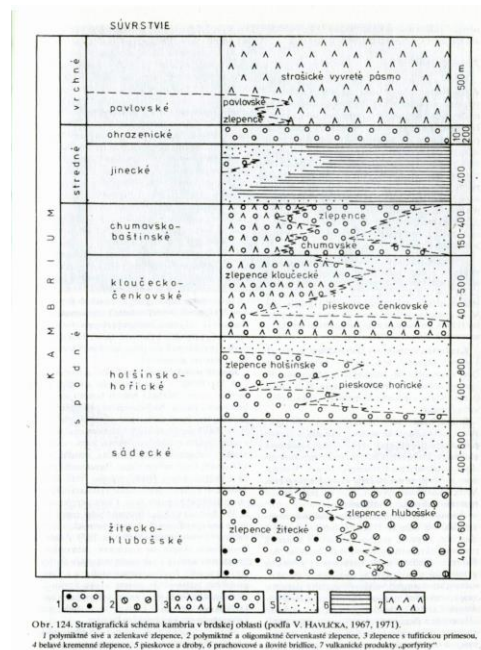 SÚVRSTVIE
KAMBRIUM
vrchné
stredné
spodné
strašické vyvreté pásmo
pavlovské
zlepence
pavlovské
500m
ohrazenické
10-200
jinecké
400
chumavsko-
baštinské
zlepence
chumavské
150-400
kloučecko-
čenkovské
zlepence kloučecké
pieskovce čenkovské
400-500
holšinsko-
hořické
zlepence holšinske
pieskovce hořické
400-800
sádecké
400-600
žitecko-
hlubošské
zlepence žitecké
zlepence hlubošské
400-600
1 2 3 4 5 6 7
Obr. 124. Stratigrafická schéma kambria v brdskej oblasti (podľa V. HAVLÍČKA, 1967, 1971).
1 polymiktné sivé a zelenkavé zlepence, 2 polymiktné a oligomiktné červenkasté zlepence, 3 zlepence s tufitickou prímesou,
4 belavé kremenné zlepence, 5 pieskovce a droby, 6 prachovcové a ílovité bridlice, 7 vulkanické produkty „porfyrity"